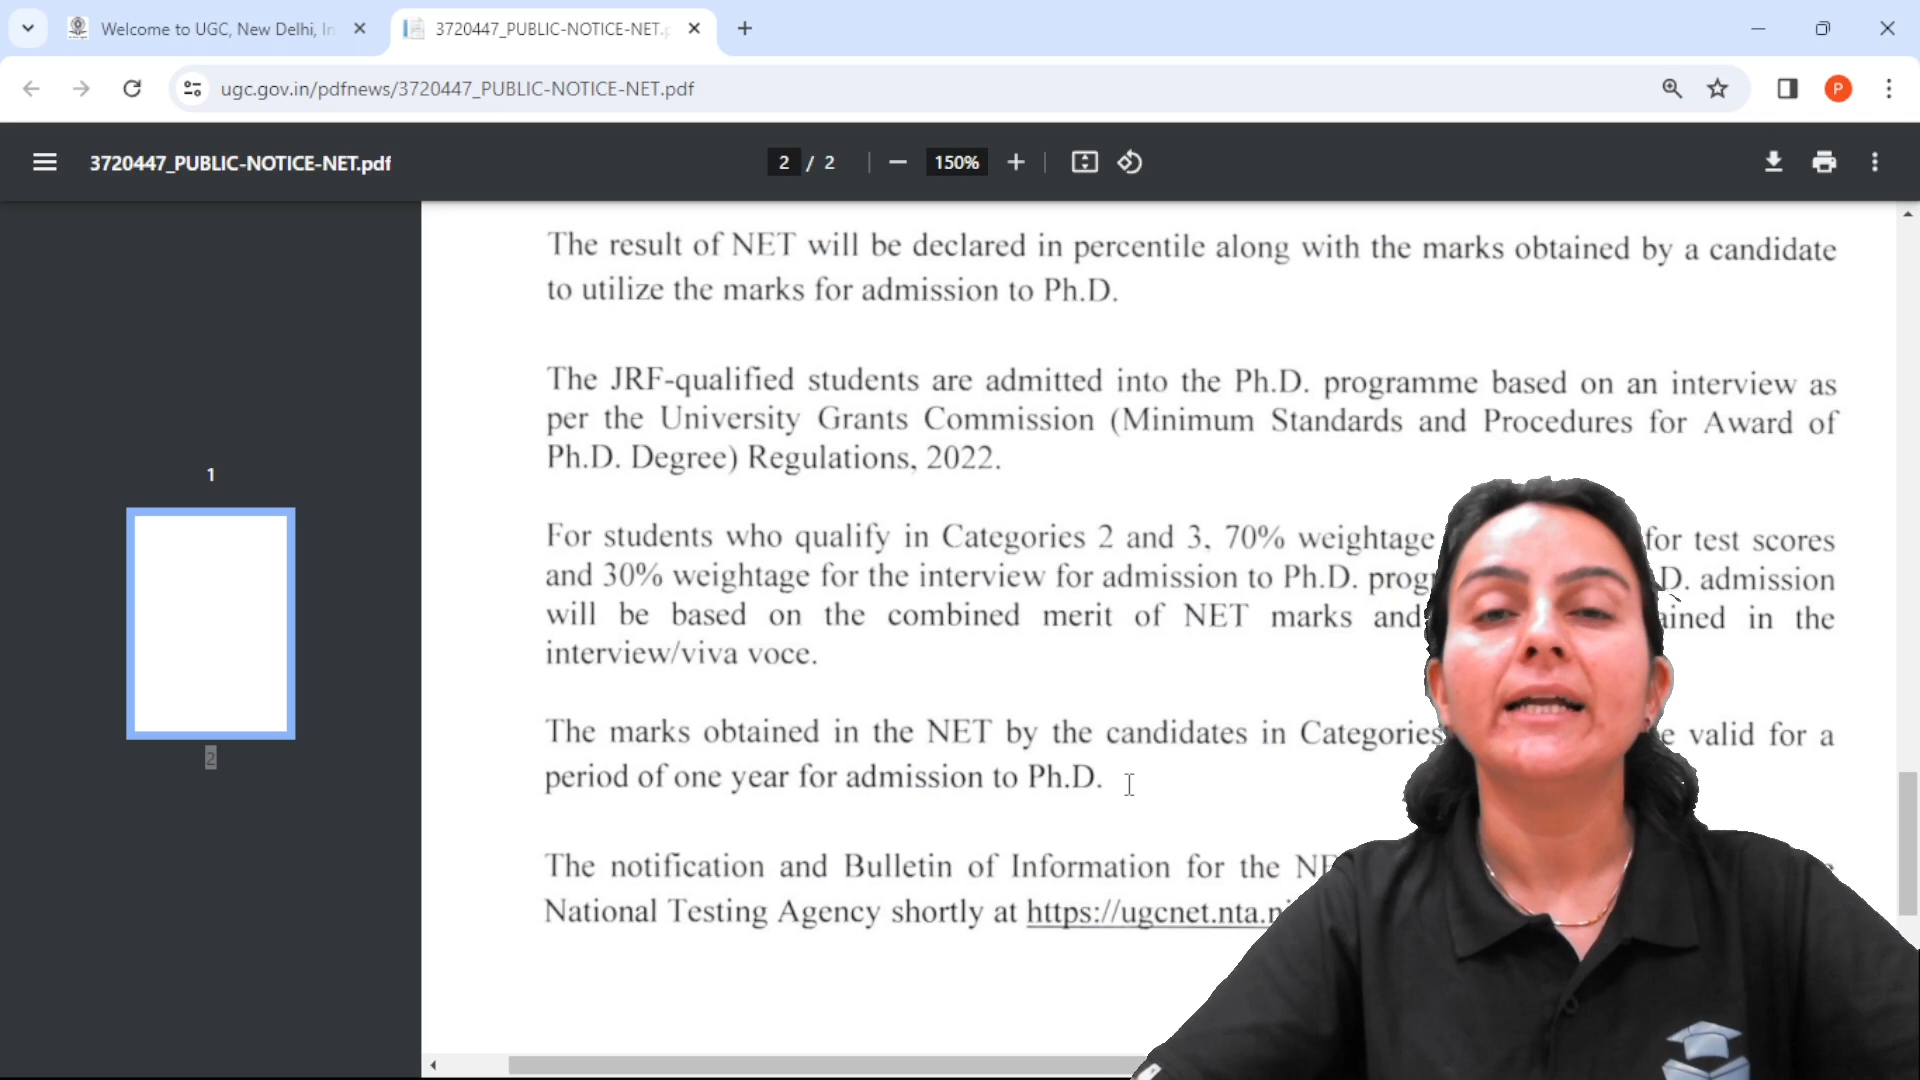 Welcome to UGC, New Delhi, In
3720447_PUBLIC-NOTICE-NET.p
ugc.gov.in/pdfnews/3720447_PUBLIC-NOTICE-NET.pdf
P
3720447_PUBLIC-NOTICE-NET.pdf
2 / 2
150%
1
2
The result of NET will be declared in percentile along with the marks obtained by a candidate
to utilize the marks for admission to Ph.D.
The JRF-qualified students are admitted into the Ph.D. programme based on an interview as
per the University Grants Commission (Minimum Standards and Procedures for Award of
Ph.D. Degree) Regulations, 2022.
For students who qualify in Categories 2 and 3, 70% weightage for test scores
and 30% weightage for the interview for admission to Ph.D. prog D. admission
will be based on the combined merit of NET marks and ained in the
interview/viva voce.
The marks obtained in the NET by the candidates in Categories e valid for a
period of one year for admission to Ph.D.
The notification and Bulletin of Information for the NE
National Testing Agency shortly at https://ugcnet.nta.ni